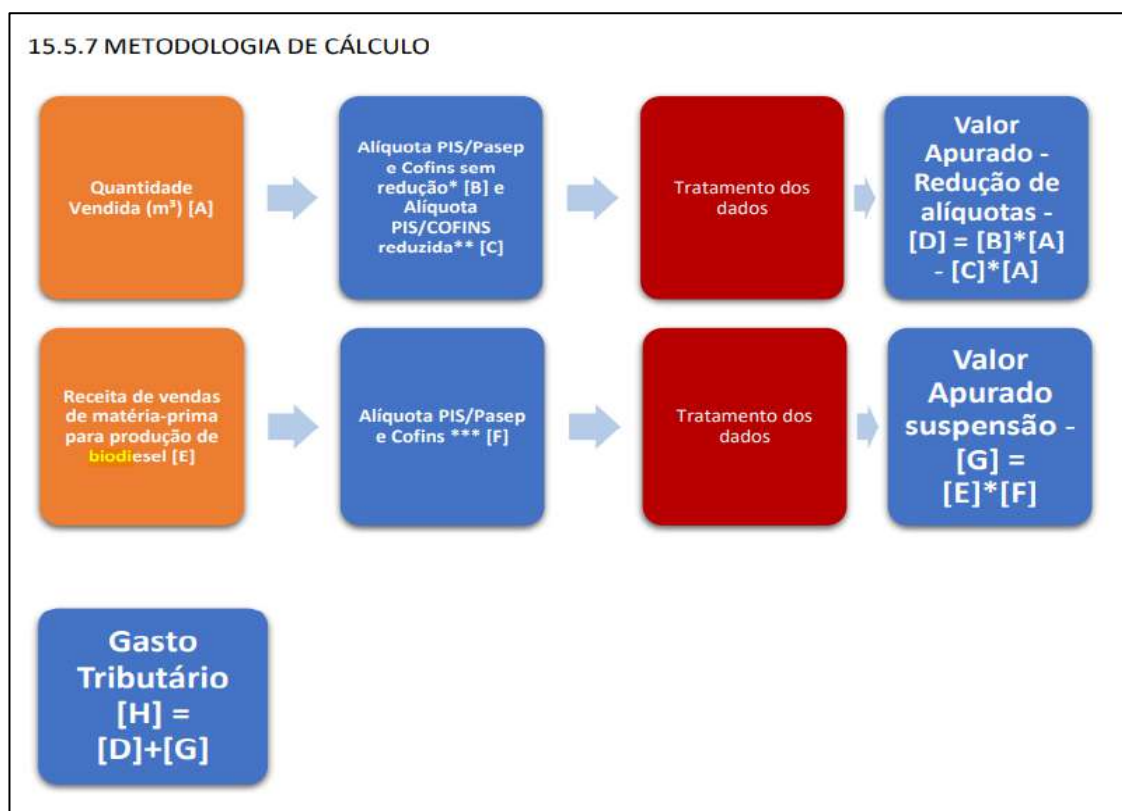 15.5.7 METODOLOGIA DE CÁLCULO
Quantidade
Vendida (m³) [A]
Alíquota PIS/Pasep
e Cofins sem
redução* [B] e
Alíquota
PIS/COFINS
reduzida** [C]
Tratamento dos
dados
Valor
Apurado -
Redução de
alíquotas -
[D] = [B]*[A]
- [C]*[A]
Receita de vendas
de matéria-prima
para produção de
biodiesel [E]
Alíquota PIS/Pasep
e Cofins *** [F]
Tratamento dos
dados
Valor
Apurado
suspensão -
[G] =
[E]*[F]
Gasto
Tributário
[H] =
[D]+[G]